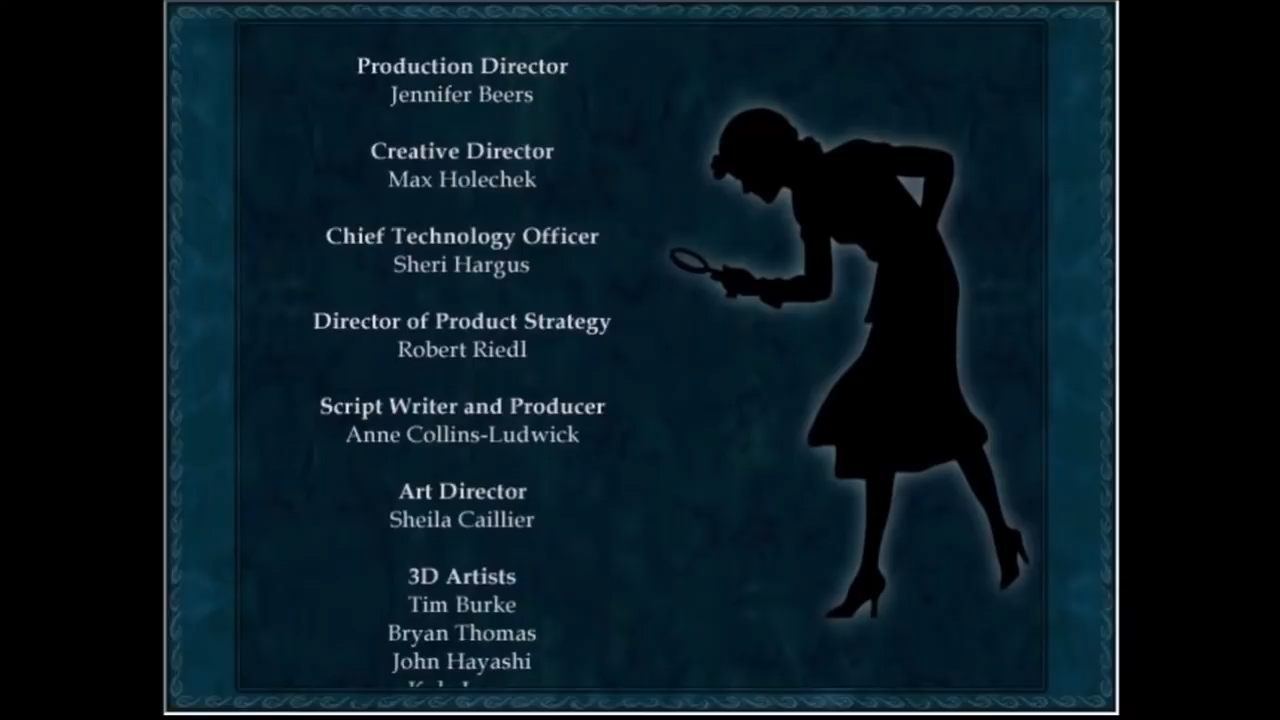 Production Director
Jennifer Beers
Creative Director
Max Holechek
Chief Technology Officer
Sheri Hargus
Director of Product Strategy
Robert Riedl
Script Writer and Producer
Anne Collins-Ludwick
Art Director
Sheila Caillier
3D Artists
Tim Burke
Bryan Thomas
John Hayashi